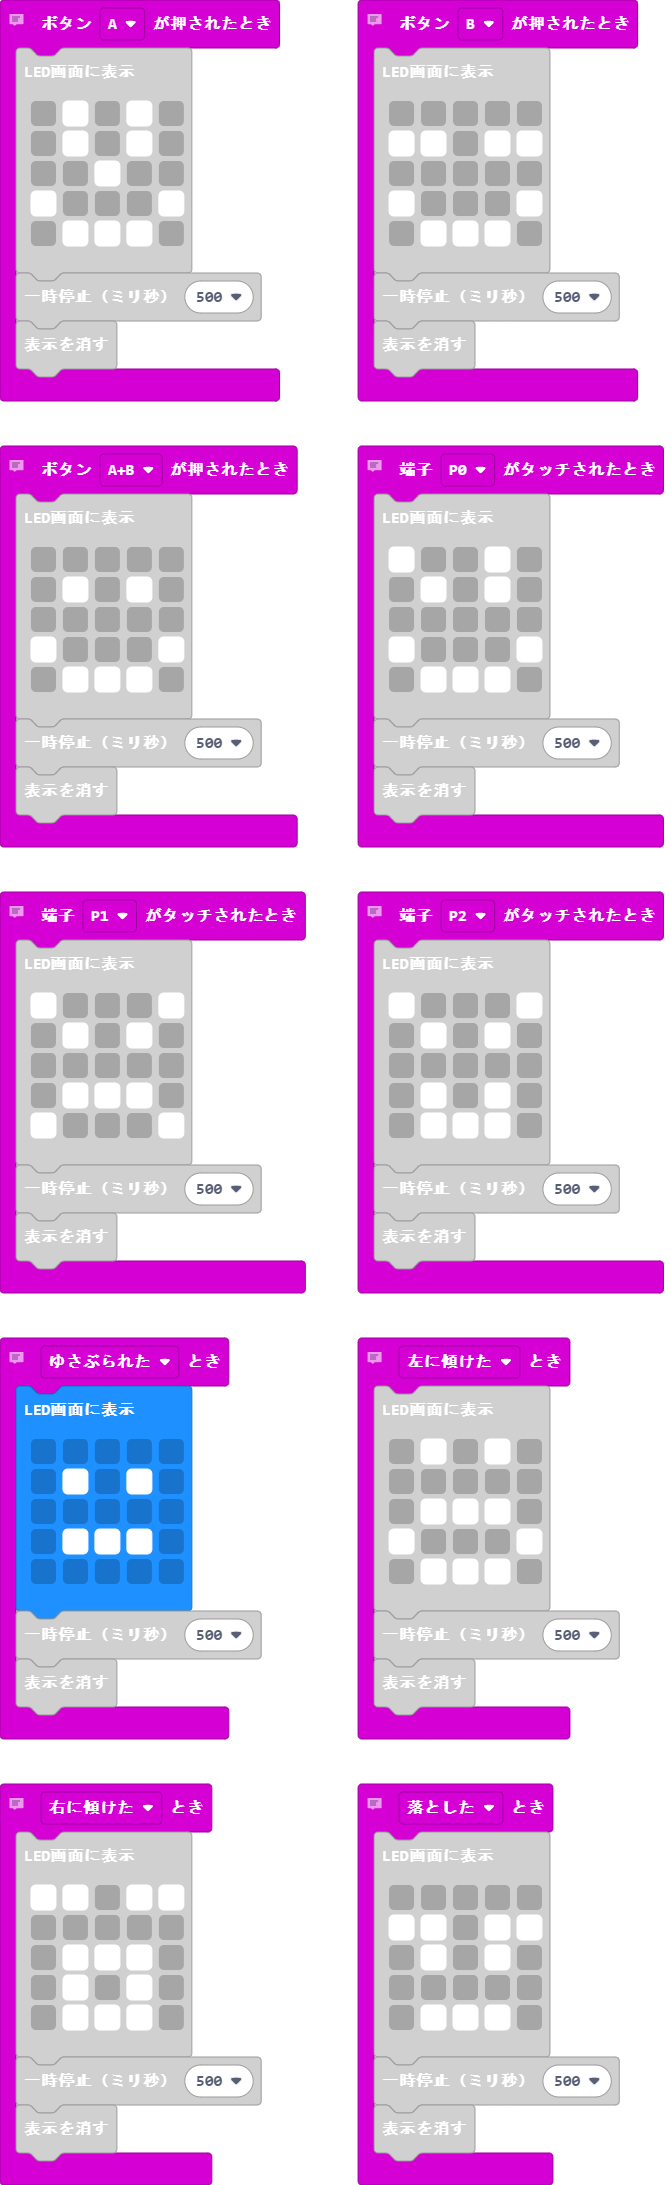 ボタン A が押されたとき
LED画面に表示
一時停止（ミリ秒） 500
表示を消す
ボタン B が押されたとき
LED画面に表示
一時停止（ミリ秒） 500
表示を消す
ボタン A+B が押されたとき
LED画面に表示
一時停止（ミリ秒） 500
表示を消す
端子 P0 がタッチされたとき
LED画面に表示
一時停止（ミリ秒） 500
表示を消す
端子 P1 がタッチされたとき
LED画面に表示
一時停止（ミリ秒） 500
表示を消す
端子 P2 がタッチされたとき
LED画面に表示
一時停止（ミリ秒） 500
表示を消す
ゆさぶられた とき
LED画面に表示
一時停止（ミリ秒） 500
表示を消す
左に傾けた とき
LED画面に表示
一時停止（ミリ秒） 500
表示を消す
右に傾けた とき
LED画面に表示
一時停止（ミリ秒） 500
表示を消す
落とした とき
LED画面に表示
一時停止（ミリ秒） 500
表示を消す